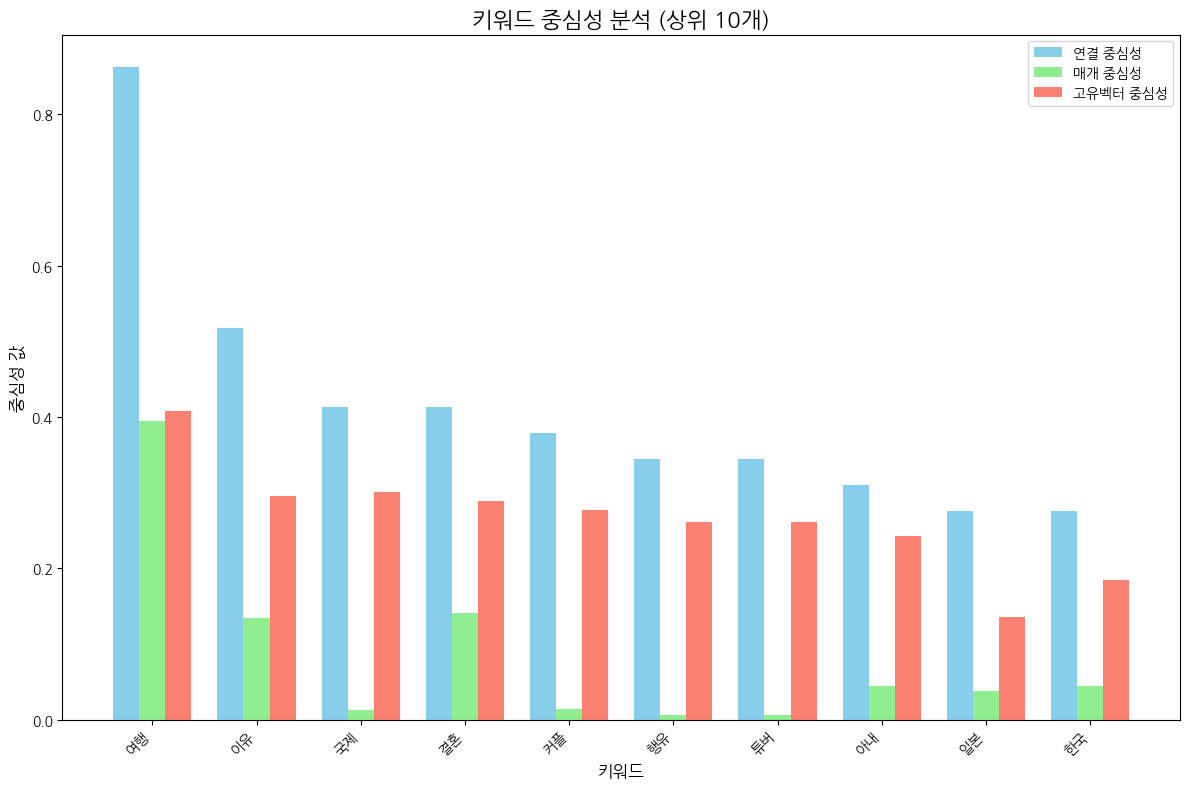 키워드 중심성 분석 (상위 10개)
연결 중심성
매개 중심성
고유벡터 중심성
중심성 값
0.8
0.6
0.4
0.2
0.0
여행
이유
국제
결혼
커플
행유
튜버
아내
일본
한국
키워드